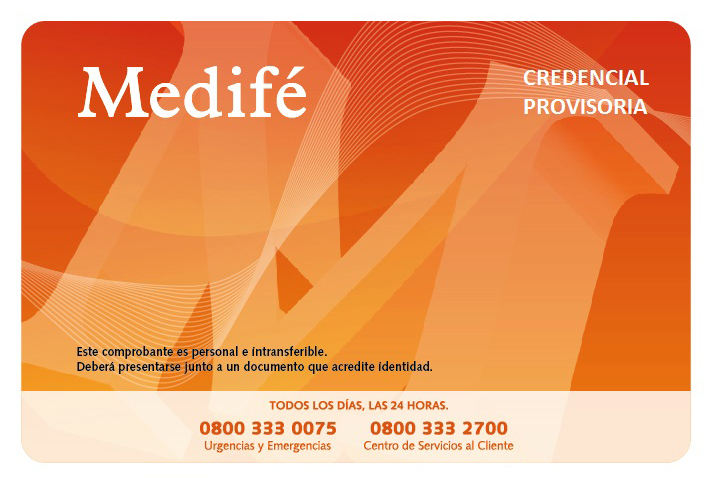 Medifé
CREDENCIAL
PROVISORIA
Este comprobante es personal e intransferible.
Deberá presentarse junto a un documento que acredite identidad.
TODOS LOS DÍAS, LAS 24 HORAS.
0800 333 0075 0800 333 2700
Urgencias y Emergencias Centro de Servicios al Cliente